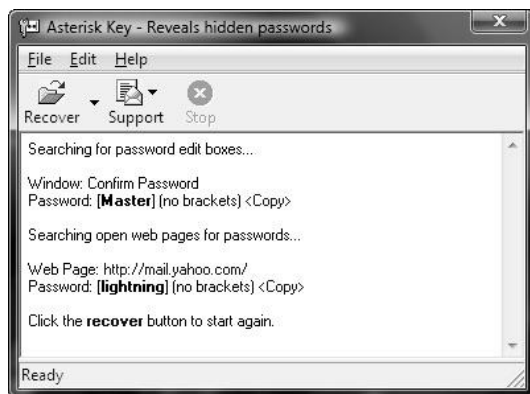 Asterisk Key - Reveals hidden passwords
File Edit Help
Recover Support Stop
Searching for password edit boxes...
Window: Confirm Password
Password: [Master] (no brackets) <Copy>
Searching open web pages for passwords...
Web Page: http://mail.yahoo.com/
Password: [lightning] (no brackets) <Copy>
Click the recover button to start again.
Ready